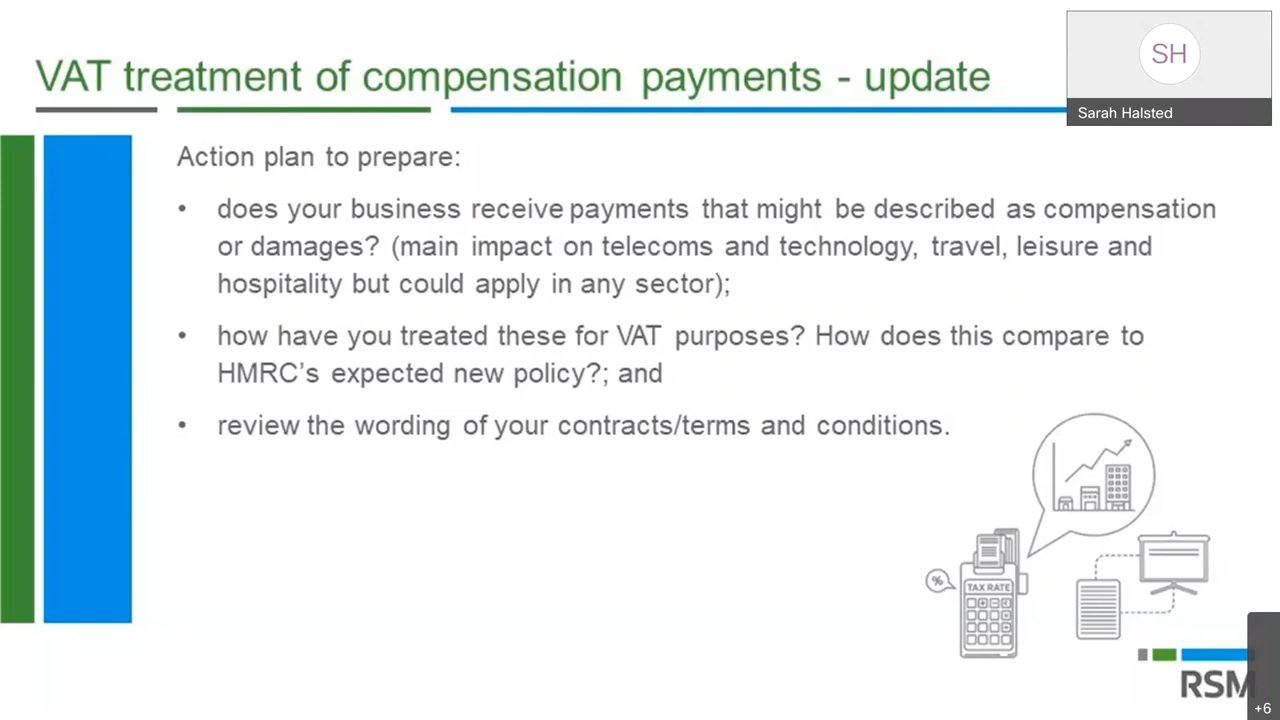 VAT treatment of compensation payments - update
SH
Sarah Halsted
Action plan to prepare:
• does your business receive payments that might be described as compensation
or damages? (main impact on telecoms and technology, travel, leisure and
hospitality but could apply in any sector);
• how have you treated these for VAT purposes? How does this compare to
HMRC’s expected new policy?; and
• review the wording of your contracts/terms and conditions.
%
TAX RATE
RSM
+6